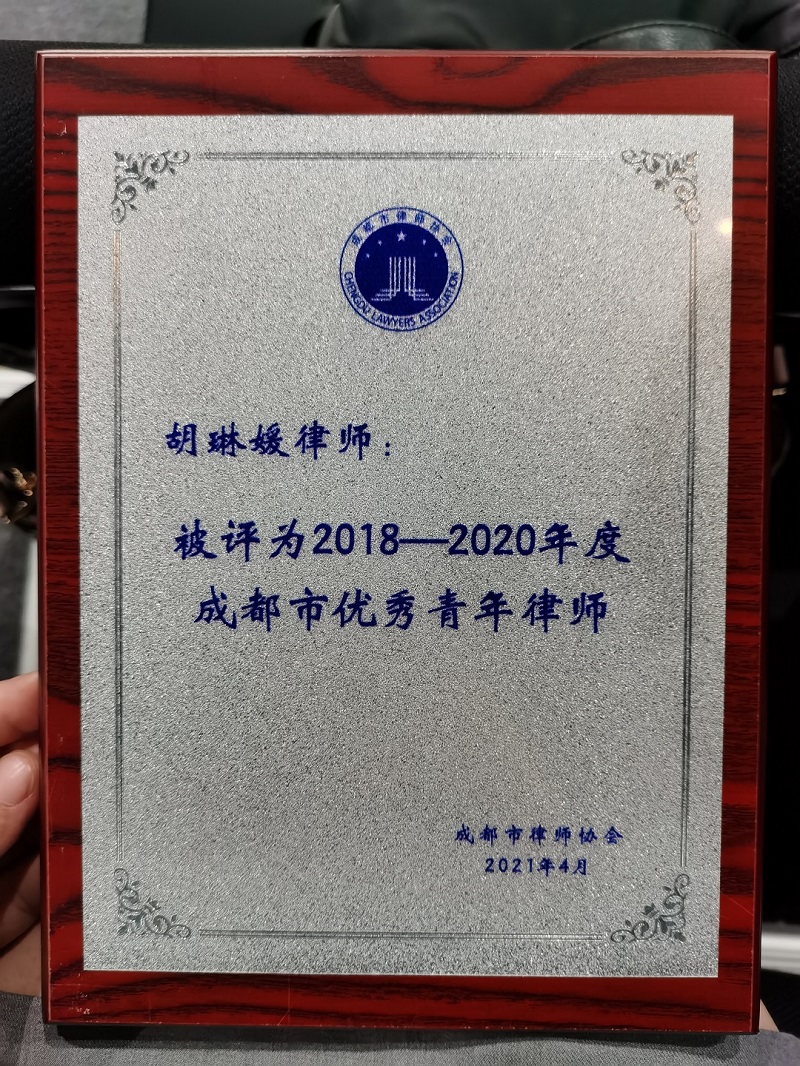 成都市律师协会
CHENGDU LAWYERS ASSOCIATION
胡琳媛律师：
被评为2018—2020年度
成都市优秀青年律师
成都市律师协会
2021年4月